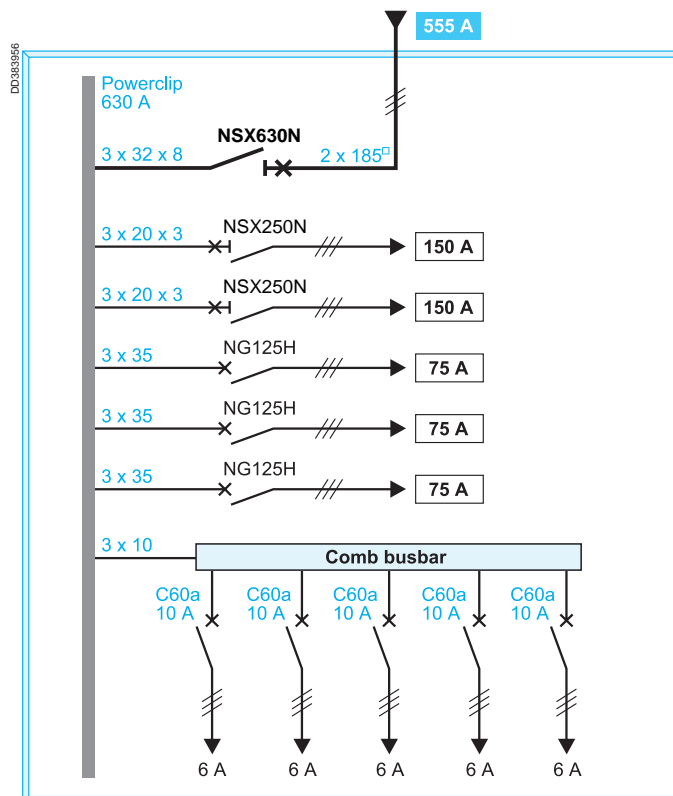 555 A
DD383956
Powerclip
630 A
NSX630N
3 x 32 x 8
2 x 185□
NSX250N
3 x 20 x 3
150 A
NSX250N
3 x 20 x 3
150 A
NG125H
3 x 35
75 A
NG125H
3 x 35
75 A
NG125H
3 x 35
75 A
3 x 10
Comb busbar
C60a
10 A
C60a
10 A
C60a
10 A
C60a
10 A
C60a
10 A
6 A
6 A
6 A
6 A
6 A